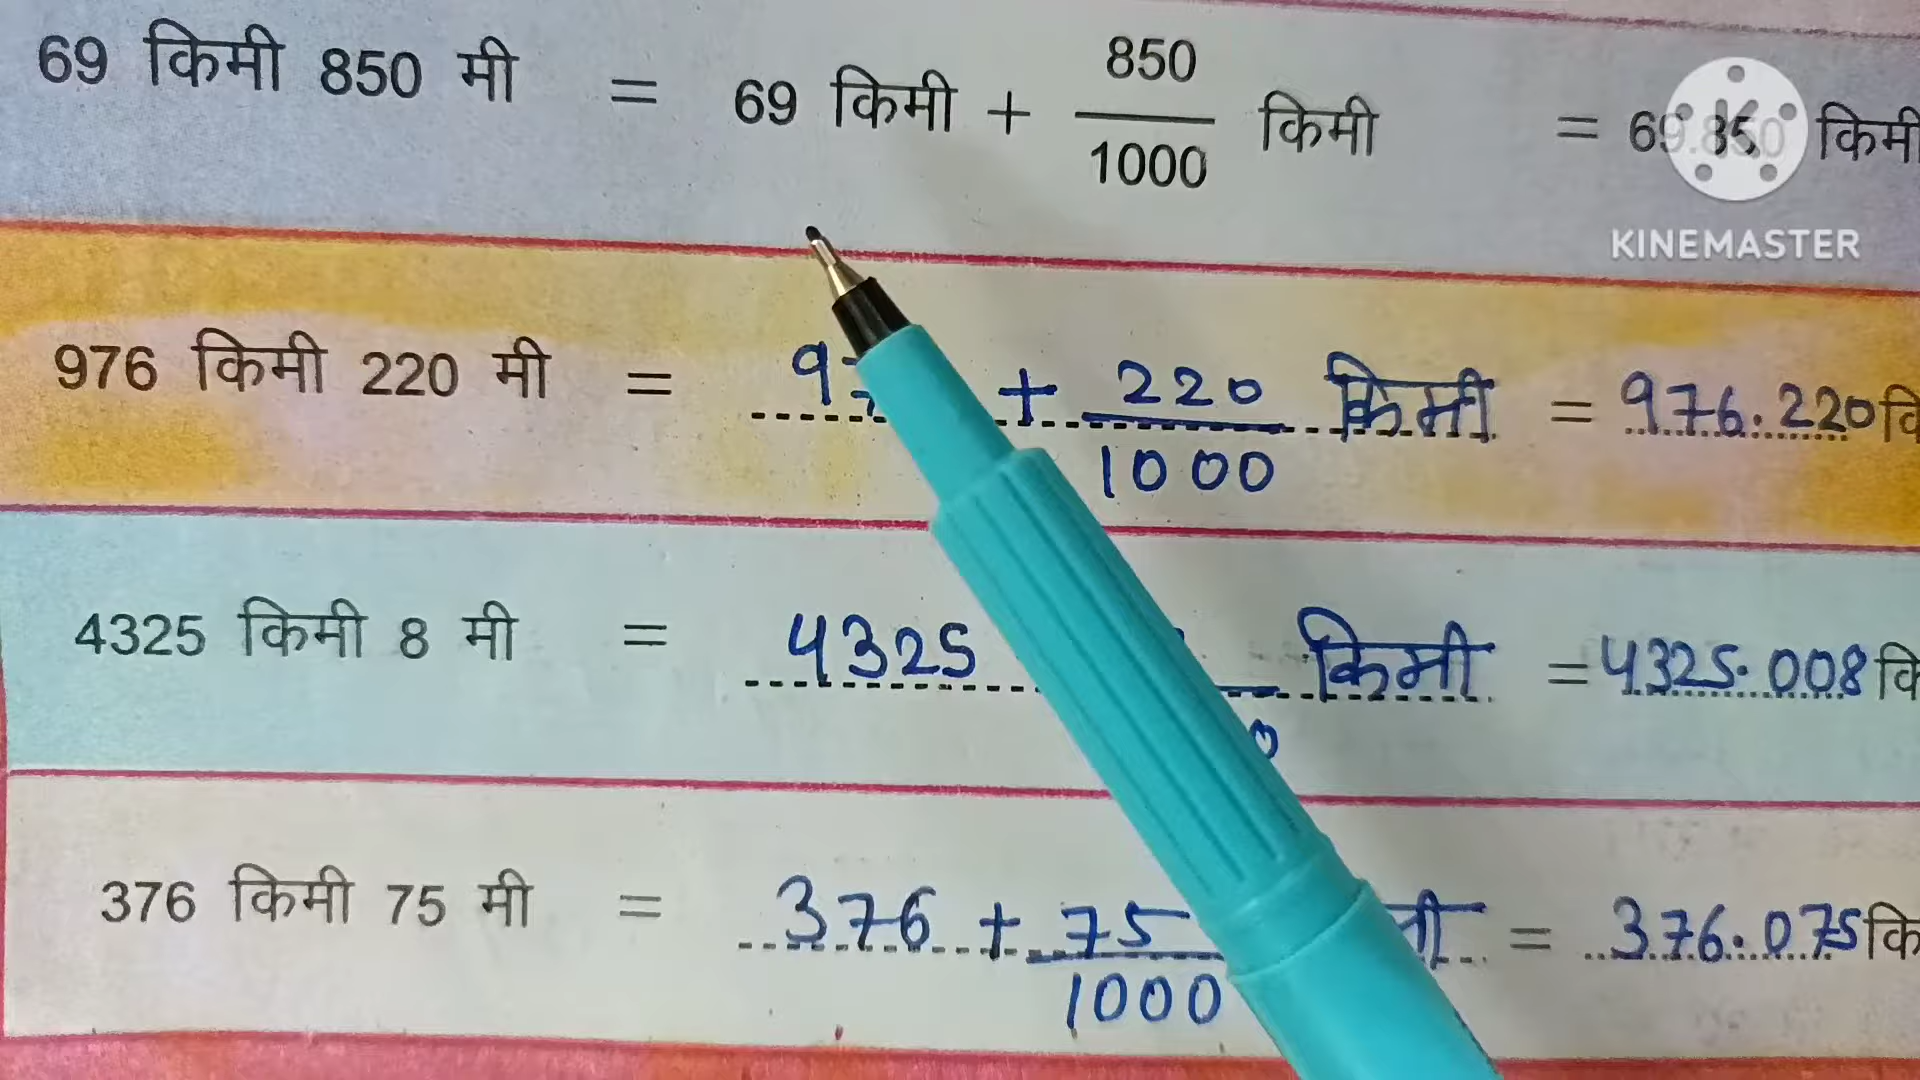 69 किमी 850 मी = 69 किमी + 850/1000 किमी = 69.850 किमी
KINEMASTER
976 किमी 220 मी = + 220/1000 किमी = 976.220 कि
4325 किमी 8 मी = 4325 किमी = 4325.008 कि
376 किमी 75 मी = 376 + 75/1000 = 376.075 कि